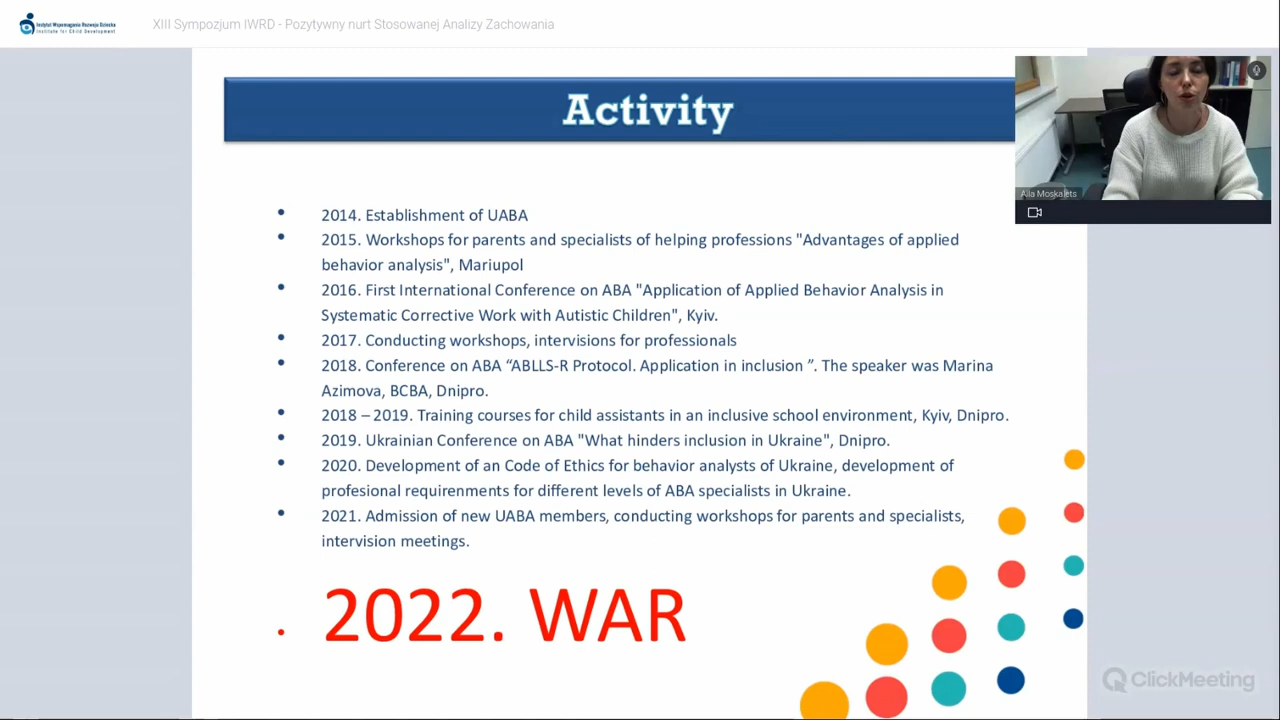 Instytut Wspomagania Rozwoju Dziecka
Institute for Child Development
XIII Sympozjum IWRD - Pozytywny nurt Stosowanej Analizy Zachowania
Activity
Alla Moskalets
• 2014. Establishment of UABA
• 2015. Workshops for parents and specialists of helping professions "Advantages of applied
behavior analysis", Mariupol
• 2016. First International Conference on ABA "Application of Applied Behavior Analysis in
Systematic Corrective Work with Autistic Children", Kyiv.
• 2017. Conducting workshops, intervisions for professionals
• 2018. Conference on ABA “ABLLS-R Protocol. Application in inclusion ”. The speaker was Marina
Azimova, BCBA, Dnipro.
• 2018 – 2019. Training courses for child assistants in an inclusive school environment, Kyiv, Dnipro.
• 2019. Ukrainian Conference on ABA "What hinders inclusion in Ukraine", Dnipro.
• 2020. Development of an Code of Ethics for behavior analysts of Ukraine, development of
profesional requirenments for different levels of ABA specialists in Ukraine.
• 2021. Admission of new UABA members, conducting workshops for parents and specialists,
intervision meetings.
• 2022. WAR
ClickMeeting